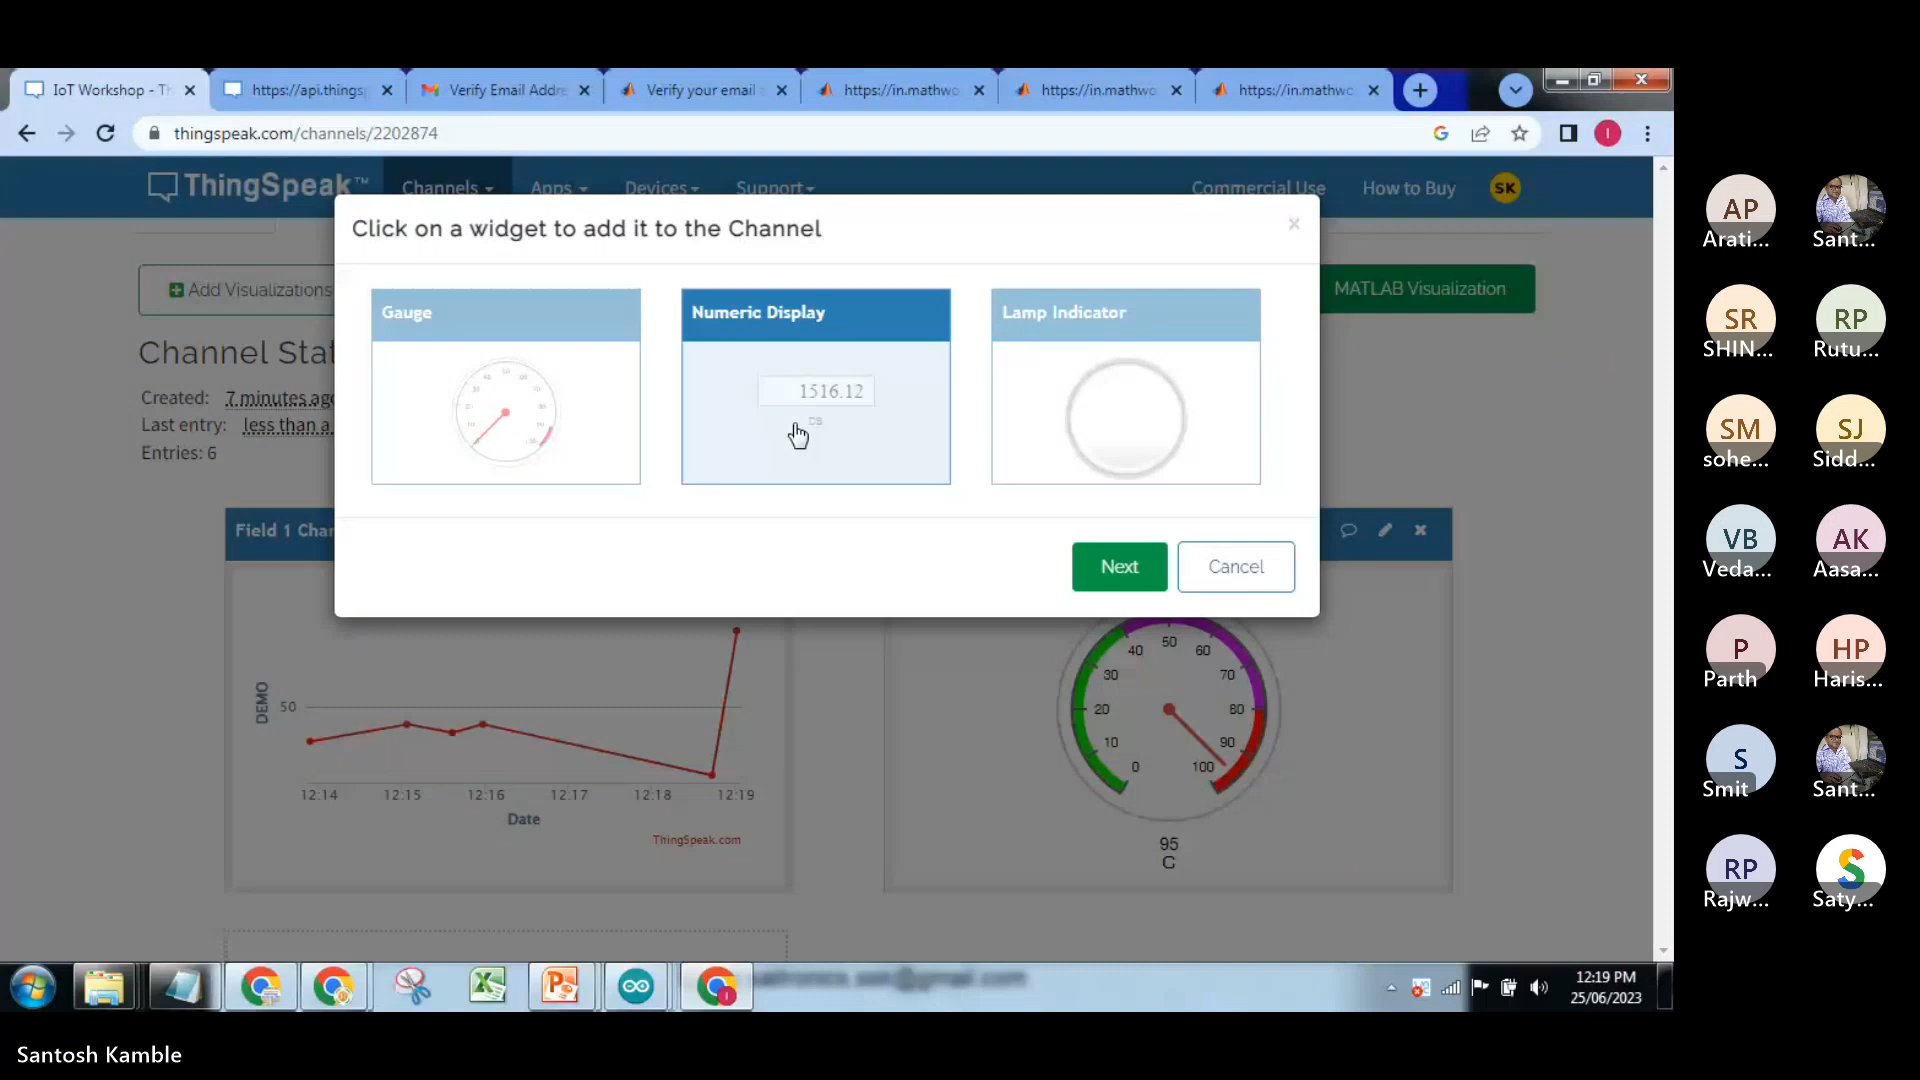 IoT Workshop - Th
https://api.things
Verify Email Addre
Verify your email
https://in.mathwo
https://in.mathwo
https://in.mathwo
thingspeak.com/channels/2202874
ThingSpeak™
Channels
Apps
Devices
Support
Commercial Use
How to Buy
SK
Click on a widget to add it to the Channel
×
Add Visualizations
MATLAB Visualization
Gauge
Numeric Display
1516.12
Lamp Indicator
Channel Stat
Created: 7 minutes ago
Last entry: less than a
Entries: 6
Next
Cancel
Field 1 Char
DEMO
50
12:14 12:15 12:16 12:17 12:18 12:19
Date
ThingSpeak.com
0 10 20 30 40 50 60 70 80 90 100
95
C
12:19 PM
25/06/2023
AP
Arati...
Sant...
SR
SHIN...
RP
Rutu...
SM
sohe...
SJ
Sidd...
VB
Veda...
AK
Aasa...
P
Parth
HP
Haris...
S
Smit
Sant...
RP
Rajw...
Saty...
Santosh Kamble